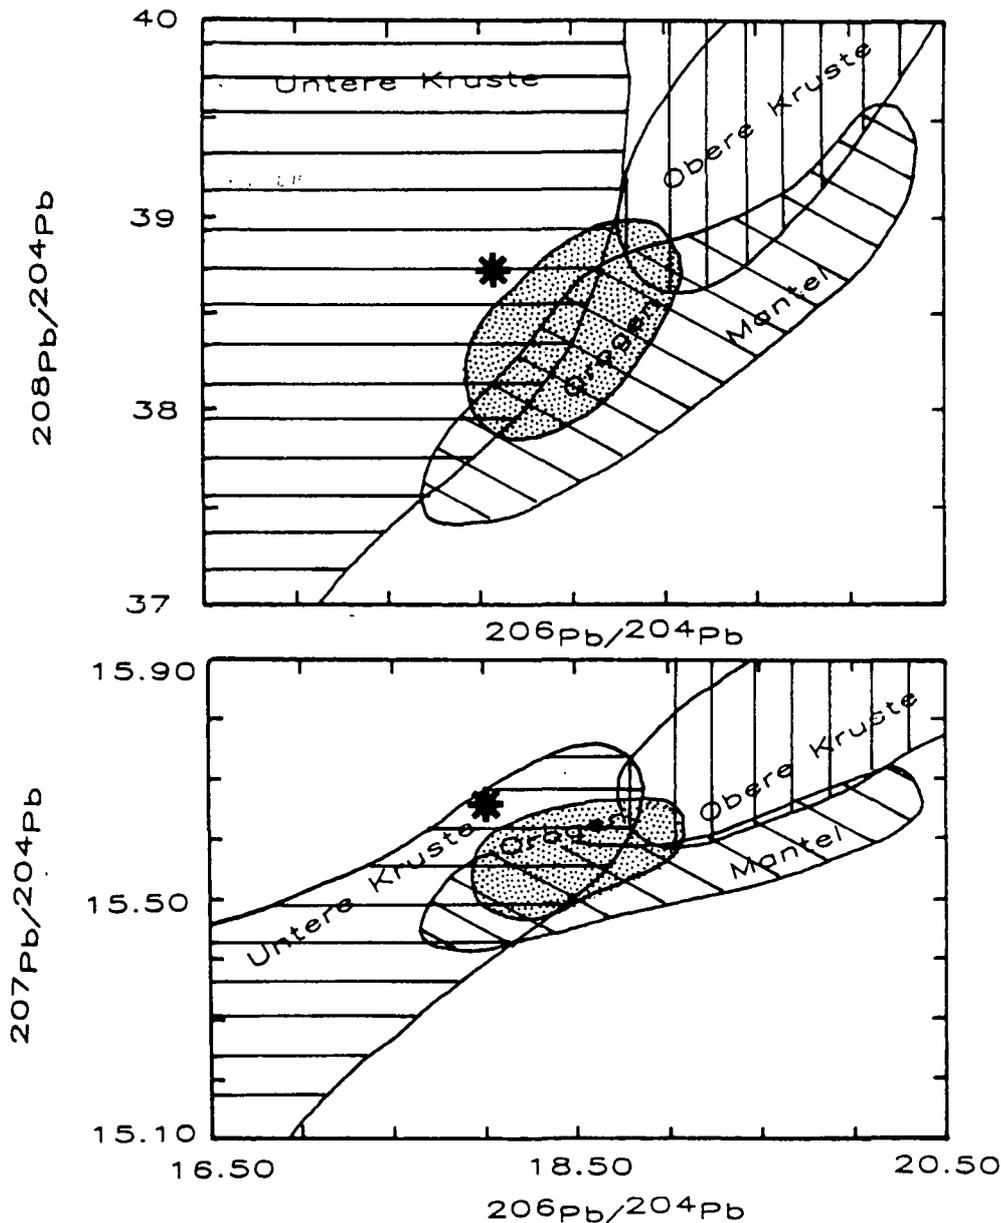 40
Untere Kruste
Obere Kruste
39
208Pb/204Pb
Mantel
Orogen
38
37
206Pb/204Pb
15.90
Obere Kruste
Orogen
Untere Kruste
Mantel
207Pb/204Pb
15.50
15.10
16.50 18.50 20.50
206Pb/204Pb